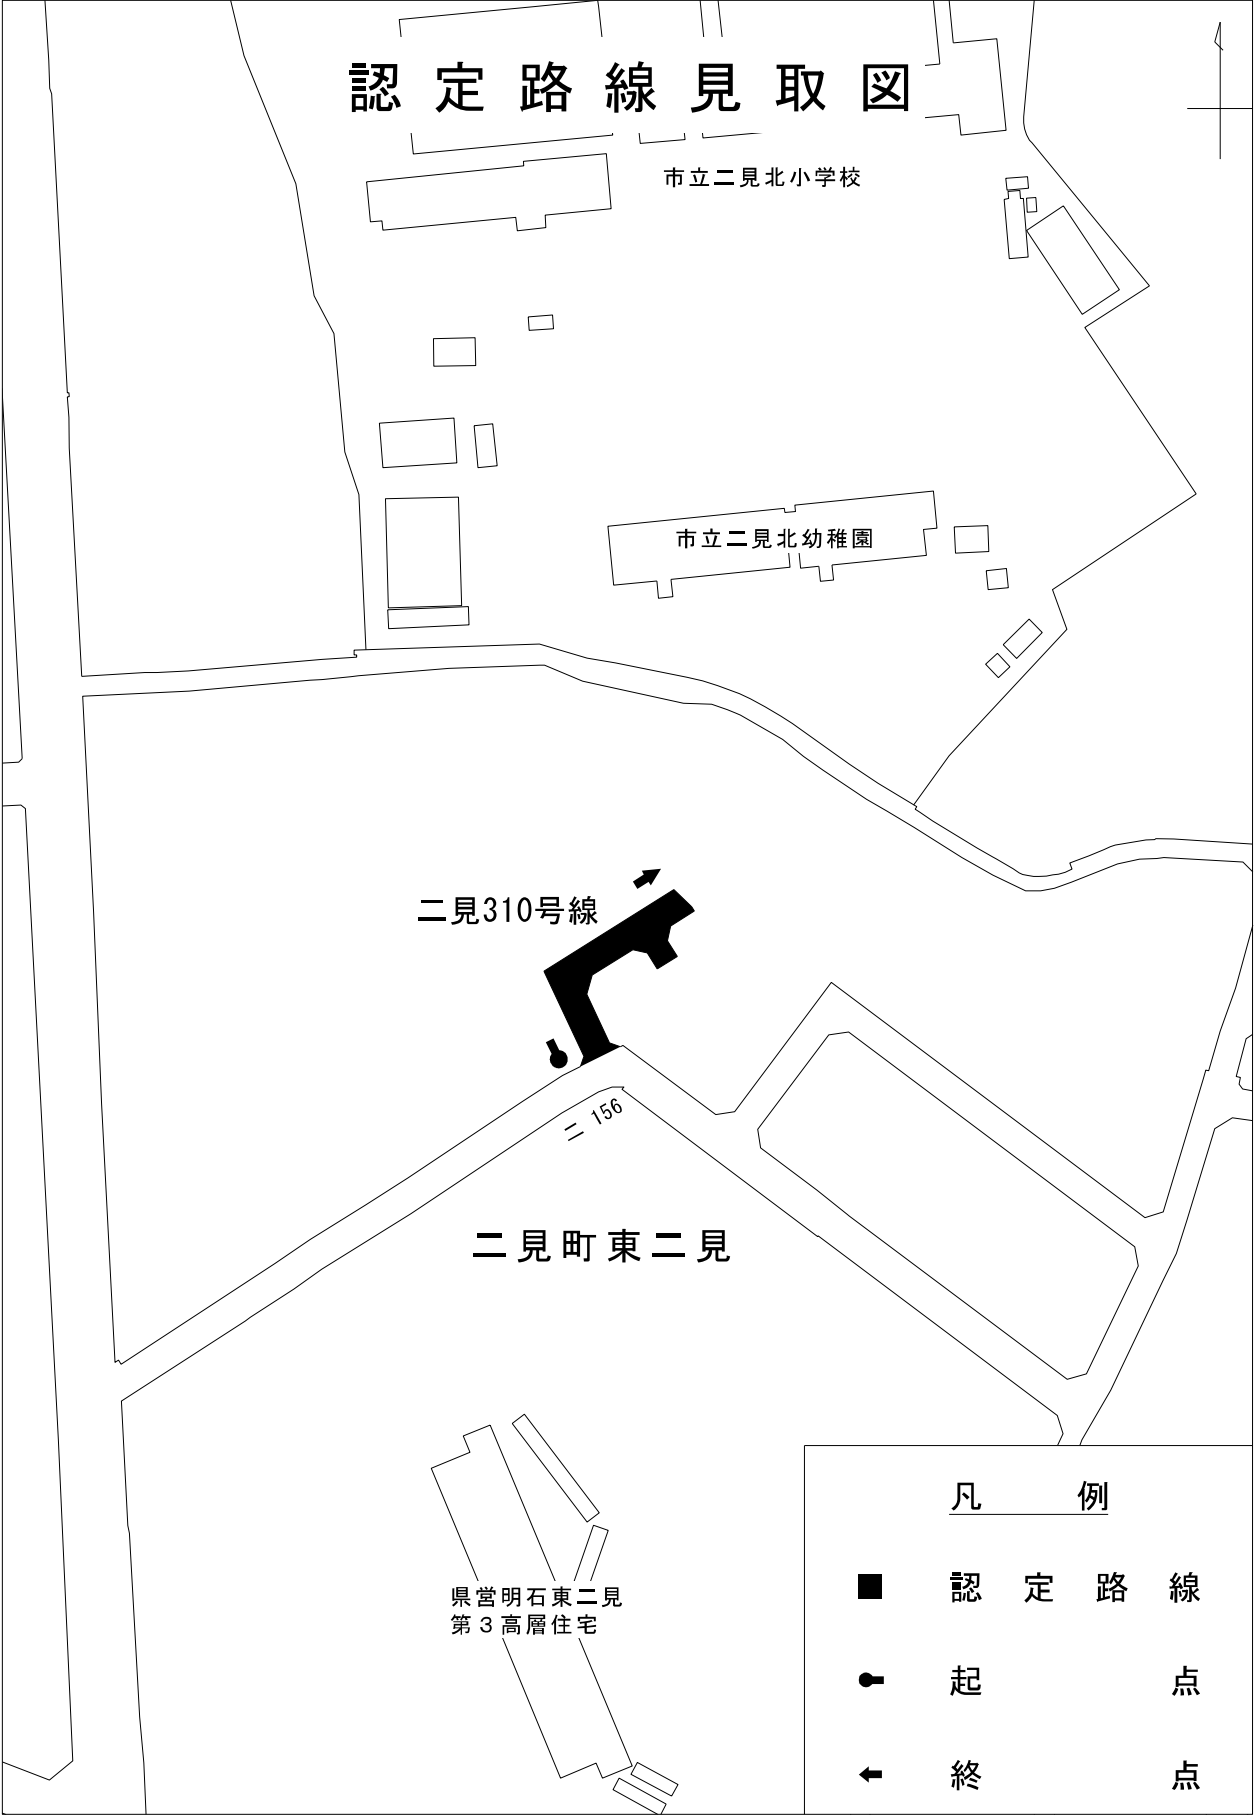 認定路線見取図
市立二見北小学校
市立二見北幼稚園
二見310号線
二 156
二見町東二見
県営明石東二見
第３高層住宅
凡例
認定路線
起点
終点